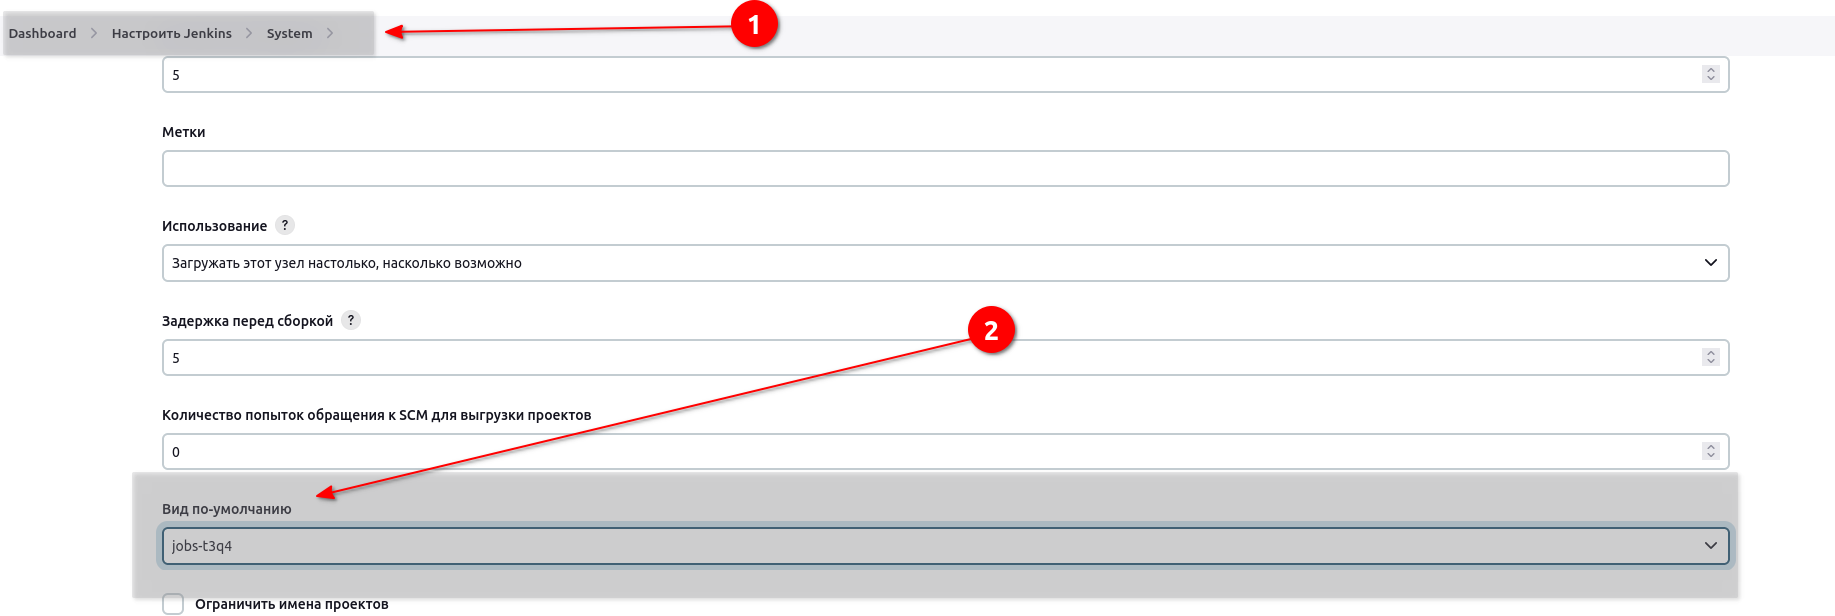 Dashboard > Настроить Jenkins > System >
1
5
Метки
Использование ?
Загружать этот узел настолько, насколько возможно
Задержка перед сборкой ?
2
5
Количество попыток обращения к SCM для выгрузки проектов
0
Вид по-умолчанию
jobs-t3q4
Ограничить имена проектов